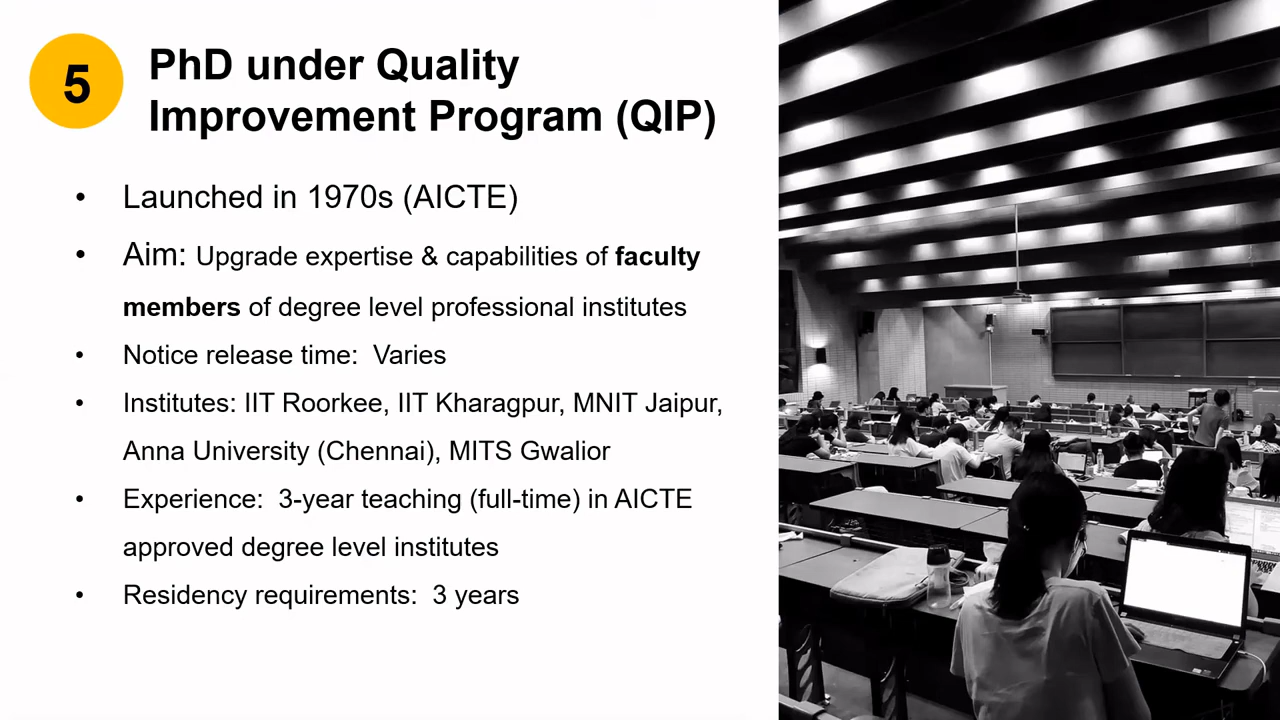 5
PhD under Quality
Improvement Program (QIP)
• Launched in 1970s (AICTE)
• Aim: Upgrade expertise & capabilities of faculty
members of degree level professional institutes
• Notice release time:  Varies
• Institutes: IIT Roorkee, IIT Kharagpur, MNIT Jaipur,
Anna University (Chennai), MITS Gwalior
• Experience:  3-year teaching (full-time) in AICTE
approved degree level institutes
• Residency requirements:  3 years